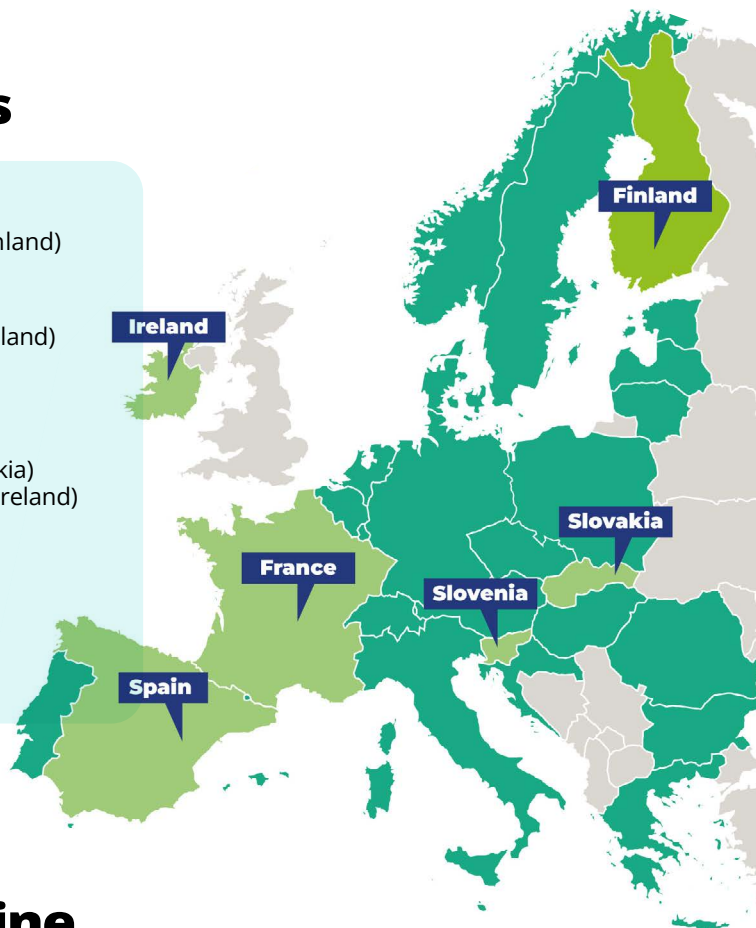 s
nland)
land)
kia)
reland)
Finland
Ireland
Slovakia
France
Slovenia
Spain
ine